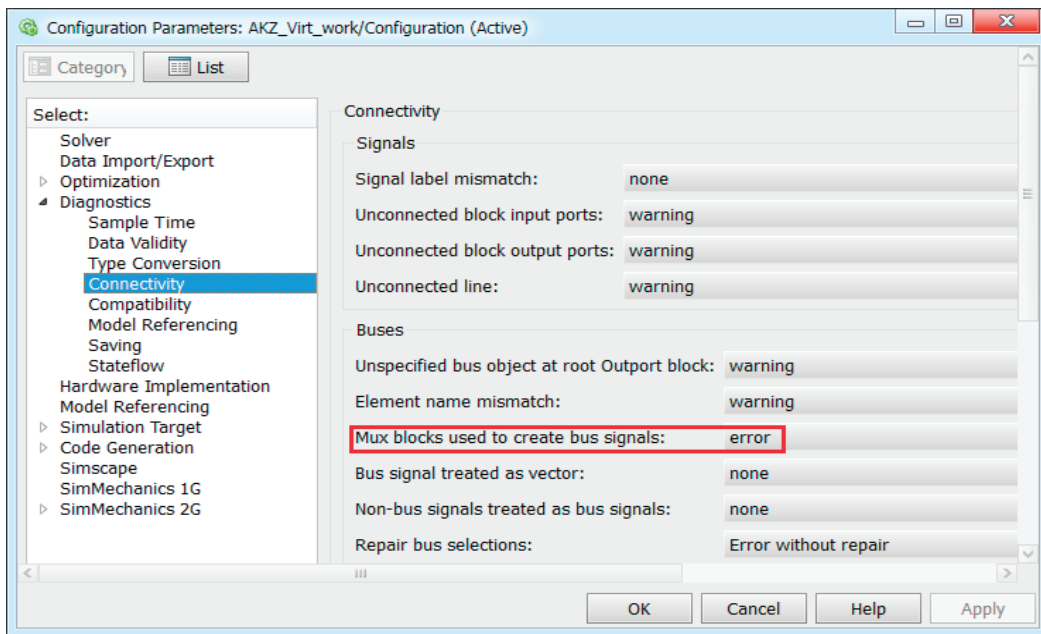 Configuration Parameters: AKZ_Virt_work/Configuration (Active)
Category List
Select:
Solver
Data Import/Export
Optimization
Diagnostics
Sample Time
Data Validity
Type Conversion
Connectivity
Compatibility
Model Referencing
Saving
Stateflow
Hardware Implementation
Model Referencing
Simulation Target
Code Generation
Simscape
SimMechanics 1G
SimMechanics 2G
Connectivity
Signals
Signal label mismatch: none
Unconnected block input ports: warning
Unconnected block output ports: warning
Unconnected line: warning
Buses
Unspecified bus object at root Outport block: warning
Element name mismatch: warning
Mux blocks used to create bus signals: error
Bus signal treated as vector: none
Non-bus signals treated as bus signals: none
Repair bus selections: Error without repair
OK Cancel Help Apply